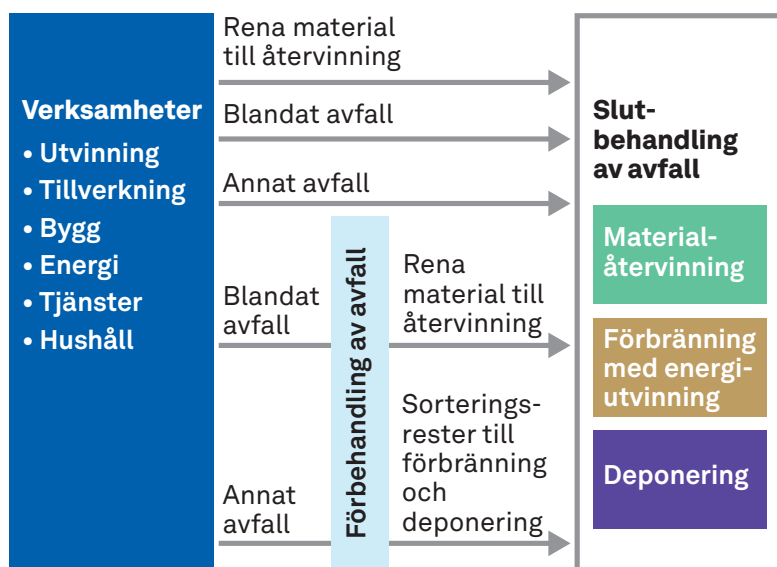 Verksamheter
• Utvinning
• Tillverkning
• Bygg
• Energi
• Tjänster
• Hushåll
Rena material
till återvinning
Blandat avfall
Annat avfall
Blandat
avfall
Annat
avfall
Förbehandling av avfall
Rena
material till
återvinning
Sorterings-
rester till
förbränning
och
deponering
Slut-
behandling
av avfall
Material-
återvinning
Förbränning
med energi-
utvinning
Deponering